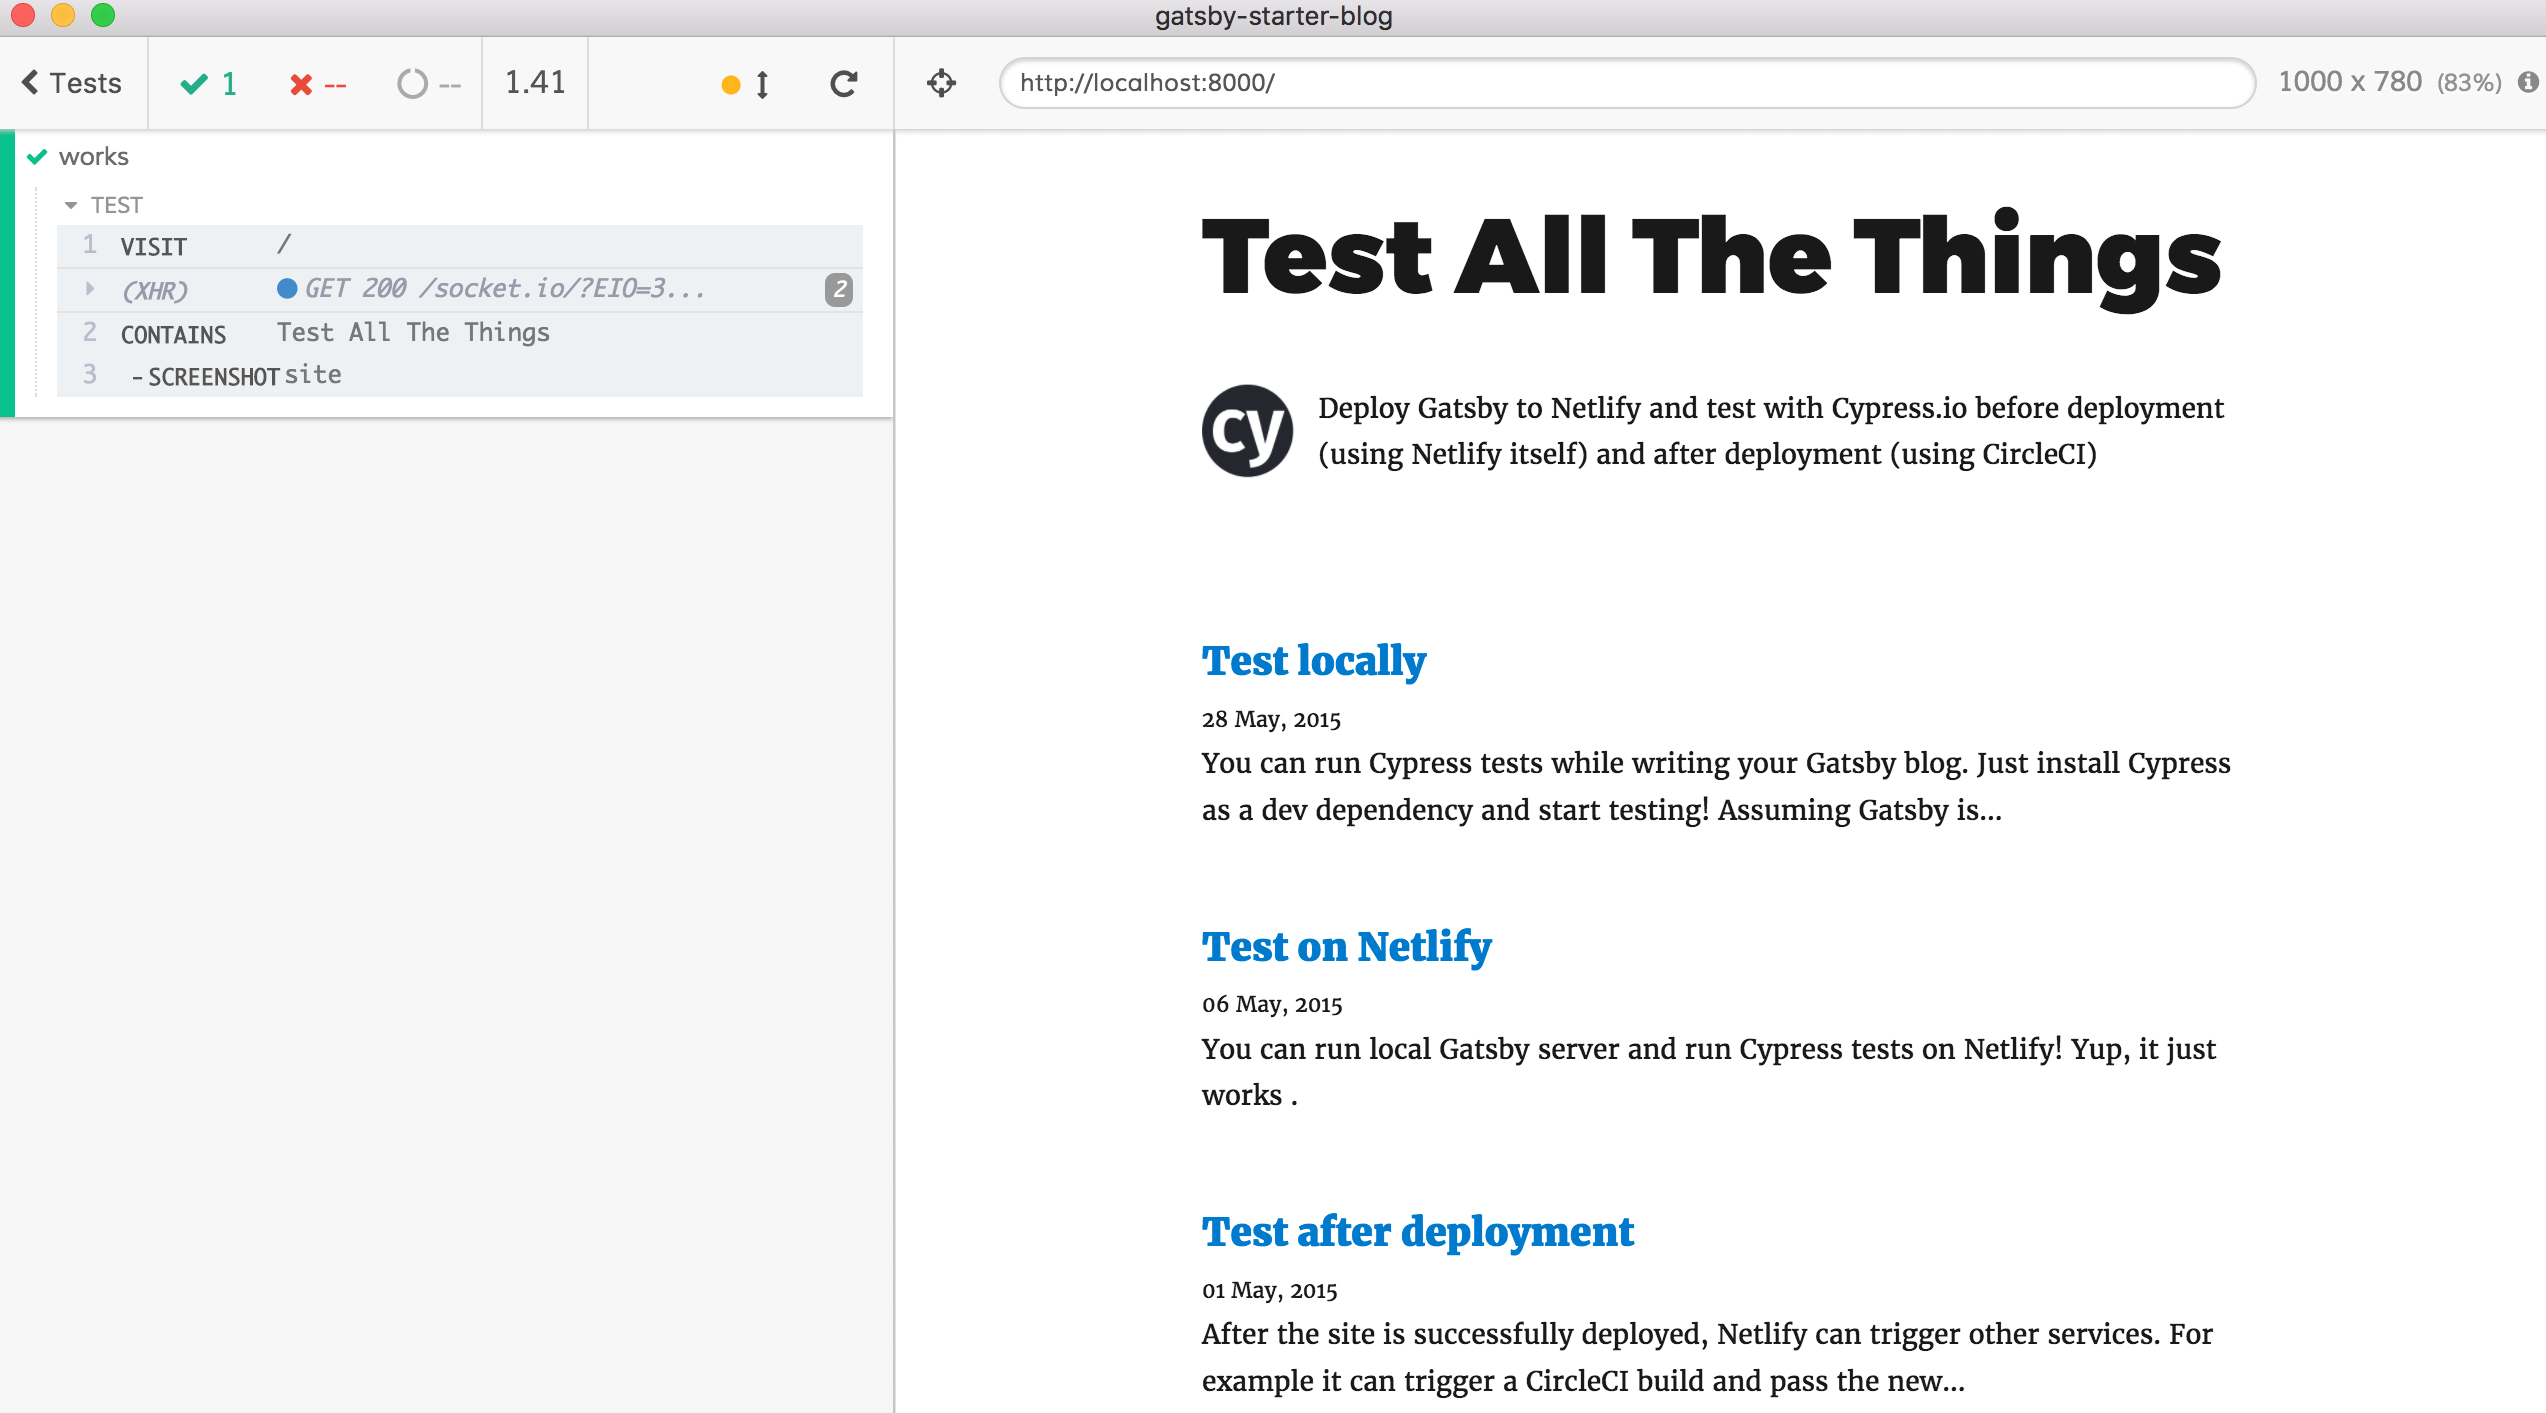 gatsby-starter-blog
Tests 1 -- -- 1.41 http://localhost:8000/ 1000 x 780 (83%)
works
TEST
1 VISIT /
(XHR) GET 200 /socket.io/?EIO=3... 2
2 CONTAINS Test All The Things
3 -SCREENSHOT site
Test All The Things
cy
Deploy Gatsby to Netlify and test with Cypress.io before deployment
(using Netlify itself) and after deployment (using CircleCI)
Test locally
28 May, 2015
You can run Cypress tests while writing your Gatsby blog. Just install Cypress
as a dev dependency and start testing! Assuming Gatsby is...
Test on Netlify
06 May, 2015
You can run local Gatsby server and run Cypress tests on Netlify! Yup, it just
works .
Test after deployment
01 May, 2015
After the site is successfully deployed, Netlify can trigger other services. For
example it can trigger a CircleCI build and pass the new...